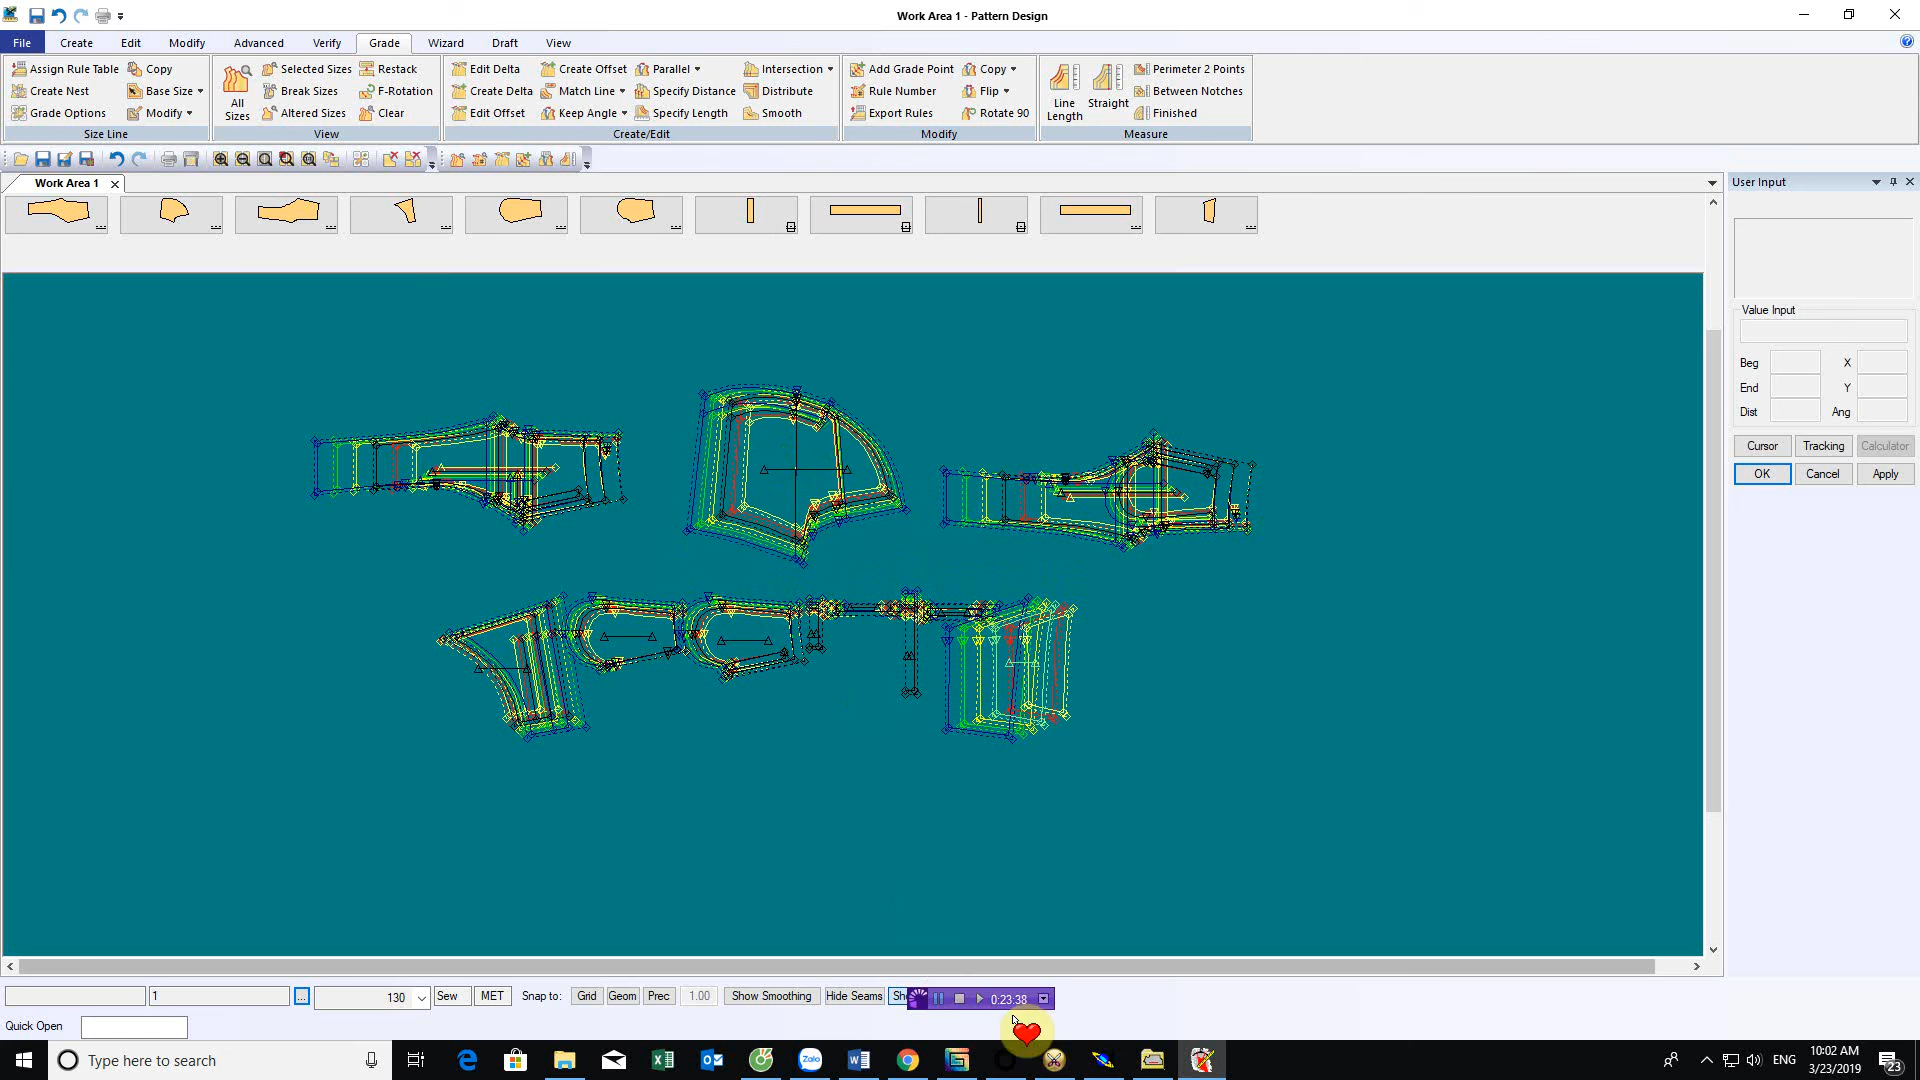 Work Area 1 - Pattern Design
File Create Edit Modify Advanced Verify Grade Wizard Draft View
Assign Rule Table Copy Selected Sizes Restack Edit Delta Create Offset Parallel Intersection Add Grade Point Copy Perimeter 2 Points
Create Nest Base Size Break Sizes F-Rotation Create Delta Match Line Specify Distance Distribute Rule Number Flip Between Notches
Grade Options Modify All Sizes Altered Sizes Clear Edit Offset Keep Angle Specify Length Smooth Export Rules Rotate 90 Line Length Straight Finished
Size Line View Create/Edit Modify Measure
Work Area 1
User Input
Value Input
Beg X
End Y
Dist Ang
Cursor Tracking Calculator
OK Cancel Apply
1 ... 130 Sew MET Snap to: Grid Geom Prec 1.00 Show Smoothing Hide Seams 0:23:38
Quick Open
Type here to search
Zalo
ENG
10:02 AM
3/23/2019
23